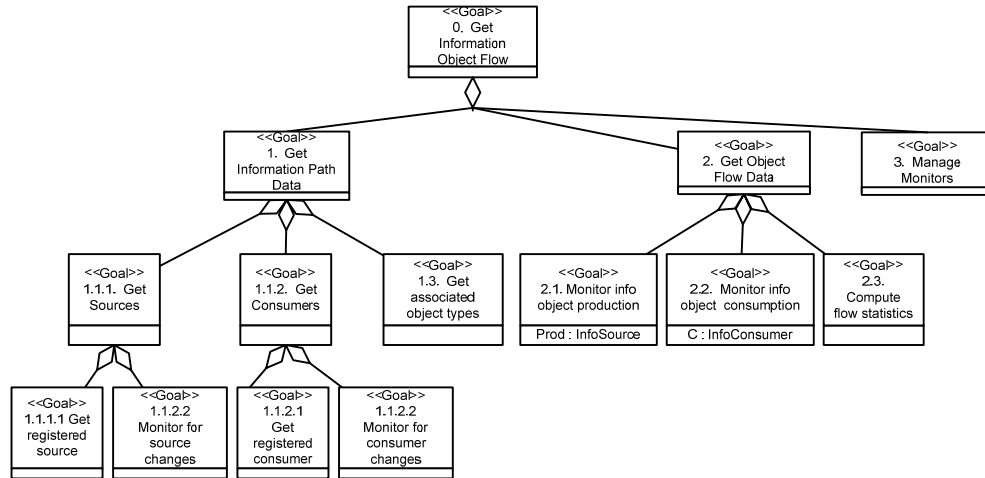 <<Goal>>
0. Get
Information
Object Flow
<<Goal>>
1. Get
Information Path
Data
<<Goal>>
2. Get Object
Flow Data
<<Goal>>
3. Manage
Monitors
<<Goal>>
1.1.1. Get
Sources
<<Goal>>
1.1.2. Get
Consumers
<<Goal>>
1.3. Get
associated
object types
<<Goal>>
2.1. Monitor info
object production
Prod : InfoSource
<<Goal>>
2.2. Monitor info
object consumption
C : InfoConsumer
<<Goal>>
2.3.
Compute
flow statistics
<<Goal>>
1.1.1.1 Get
registered
source
<<Goal>>
1.1.2.2
Monitor for
source
changes
<<Goal>>
1.1.2.1
Get
registered
consumer
<<Goal>>
1.1.2.2
Monitor for
consumer
changes